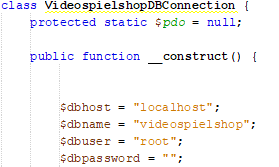 class VideospielshopDBConnection {
protected static $pdo = null;
public function __construct() {
$dbhost = "localhost";
$dbname = "videospielshop";
$dbuser = "root";
$dbpassword = "";